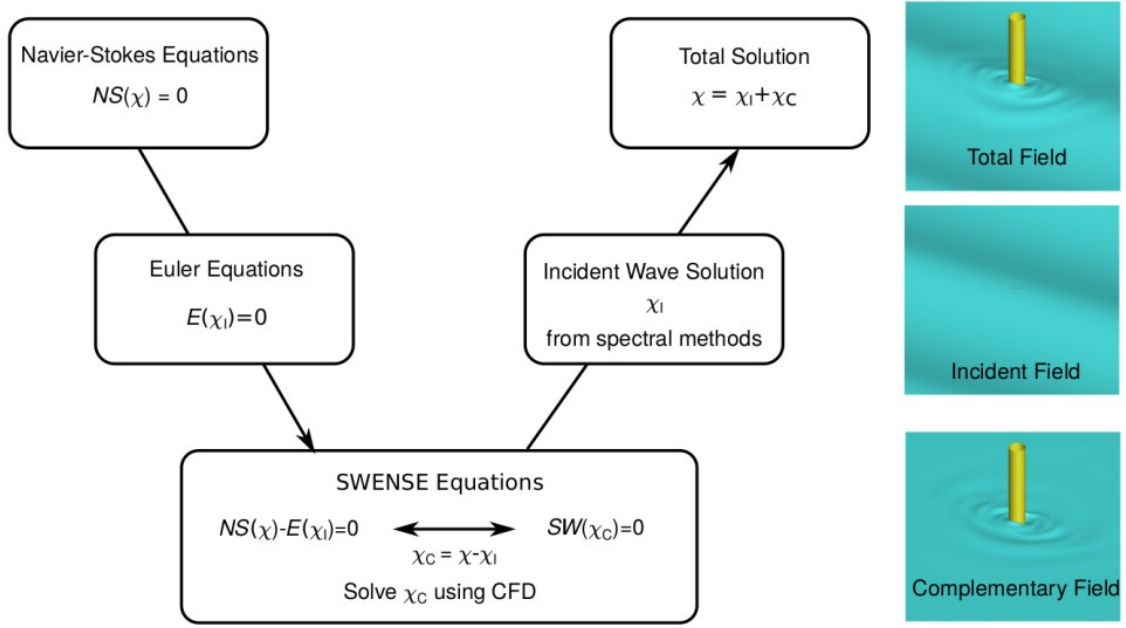 Navier-Stokes Equations
NS(χ) = 0
Total Solution
χ = χI+χC
Euler Equations
E(χI)=0
Incident Wave Solution
χI
from spectral methods
SWENSE Equations
NS(χ)-E(χI)=0
SW(χC)=0
χC = χ-χI
Solve χC using CFD
Total Field
Incident Field
Complementary Field